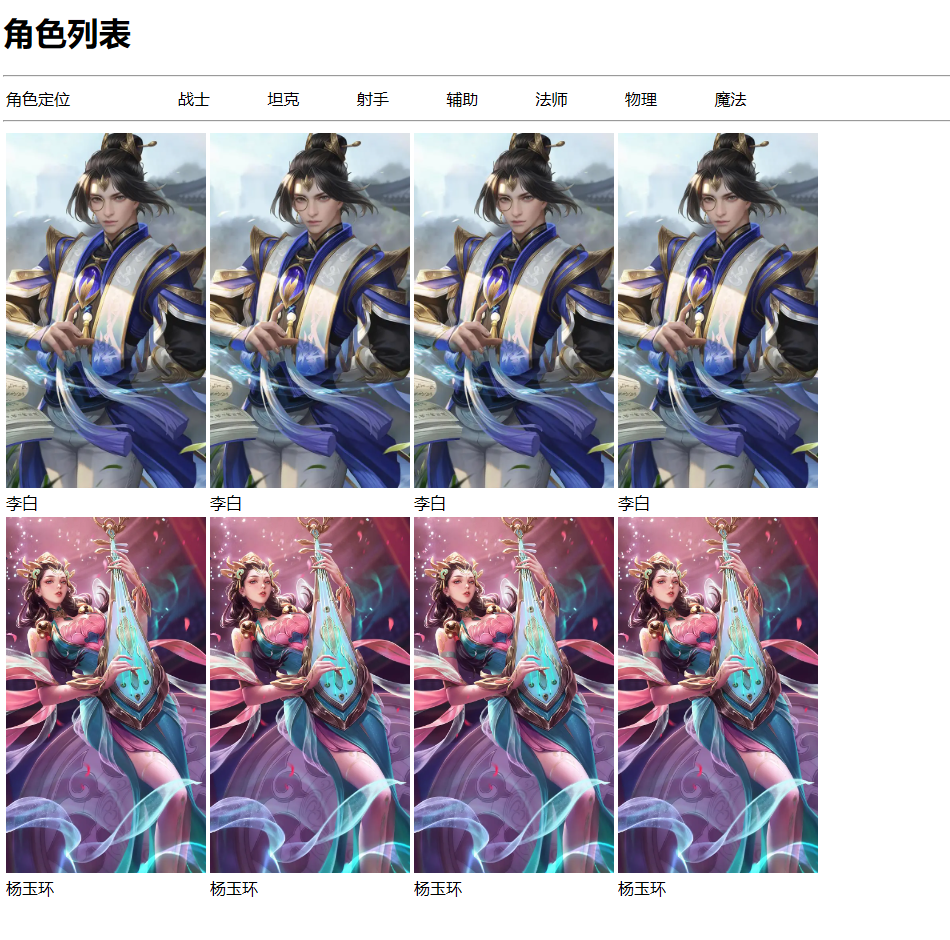 角色列表
角色定位 战士 坦克 射手 辅助 法师 物理 魔法
李白 李白 李白 李白
杨玉环 杨玉环 杨玉环 杨玉环